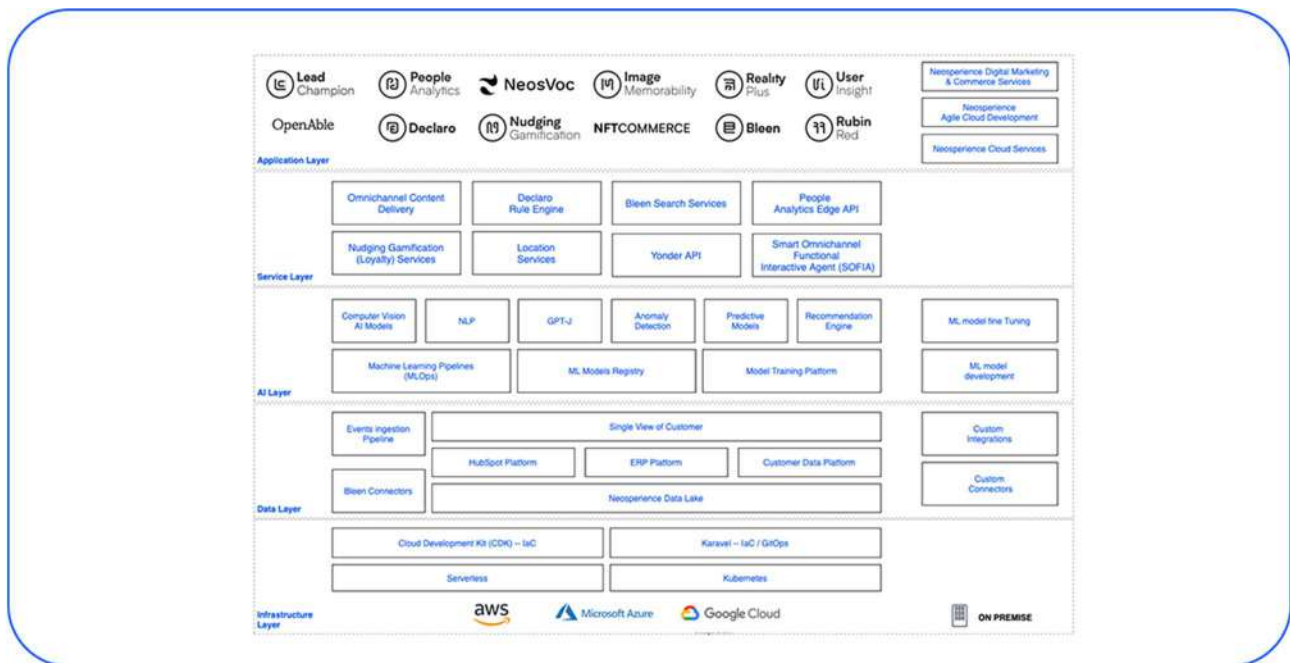 Lead
Champion
People
Analytics
NeosVoc
Image
Memorability
Reality
Plus
User
Insight
OpenAble
Declaro
Nudging
Gamification
NFTCOMMERCE
Bleen
Rubin
Red
Neosperience Digital Marketing
& Commerce Services
Neosperience
Agile Cloud Development
Neosperience Cloud Services
Application Layer
Omnichannel Content
Delivery
Declaro
Rule Engine
Bleen Search Services
People
Analytics Edge API
Nudging Gamification
(Loyalty) Services
Location
Services
Yonder API
Smart Omnichannel
Functional
Interactive Agent (SOFIA)
Service Layer
Computer Vision
AI Models
NLP
GPT-J
Anomaly
Detection
Predictive
Models
Recommendation
Engine
ML model fine Tuning
Machine Learning Pipelines
(MLOps)
ML Models Registry
Model Training Platform
ML model
development
AI Layer
Events ingestion
Pipeline
Single View of Customer
Custom
Integrations
HubSpot Platform
ERP Platform
Customer Data Platform
Bleen Connectors
Neosperience Data Lake
Custom
Connectors
Data Layer
Cloud Development Kit (CDK) – IaC
Karavel – IaC / GitOps
Serverless
Kubernetes
Infrastructure
Layer
aws
Microsoft Azure
Google Cloud
ON PREMISE